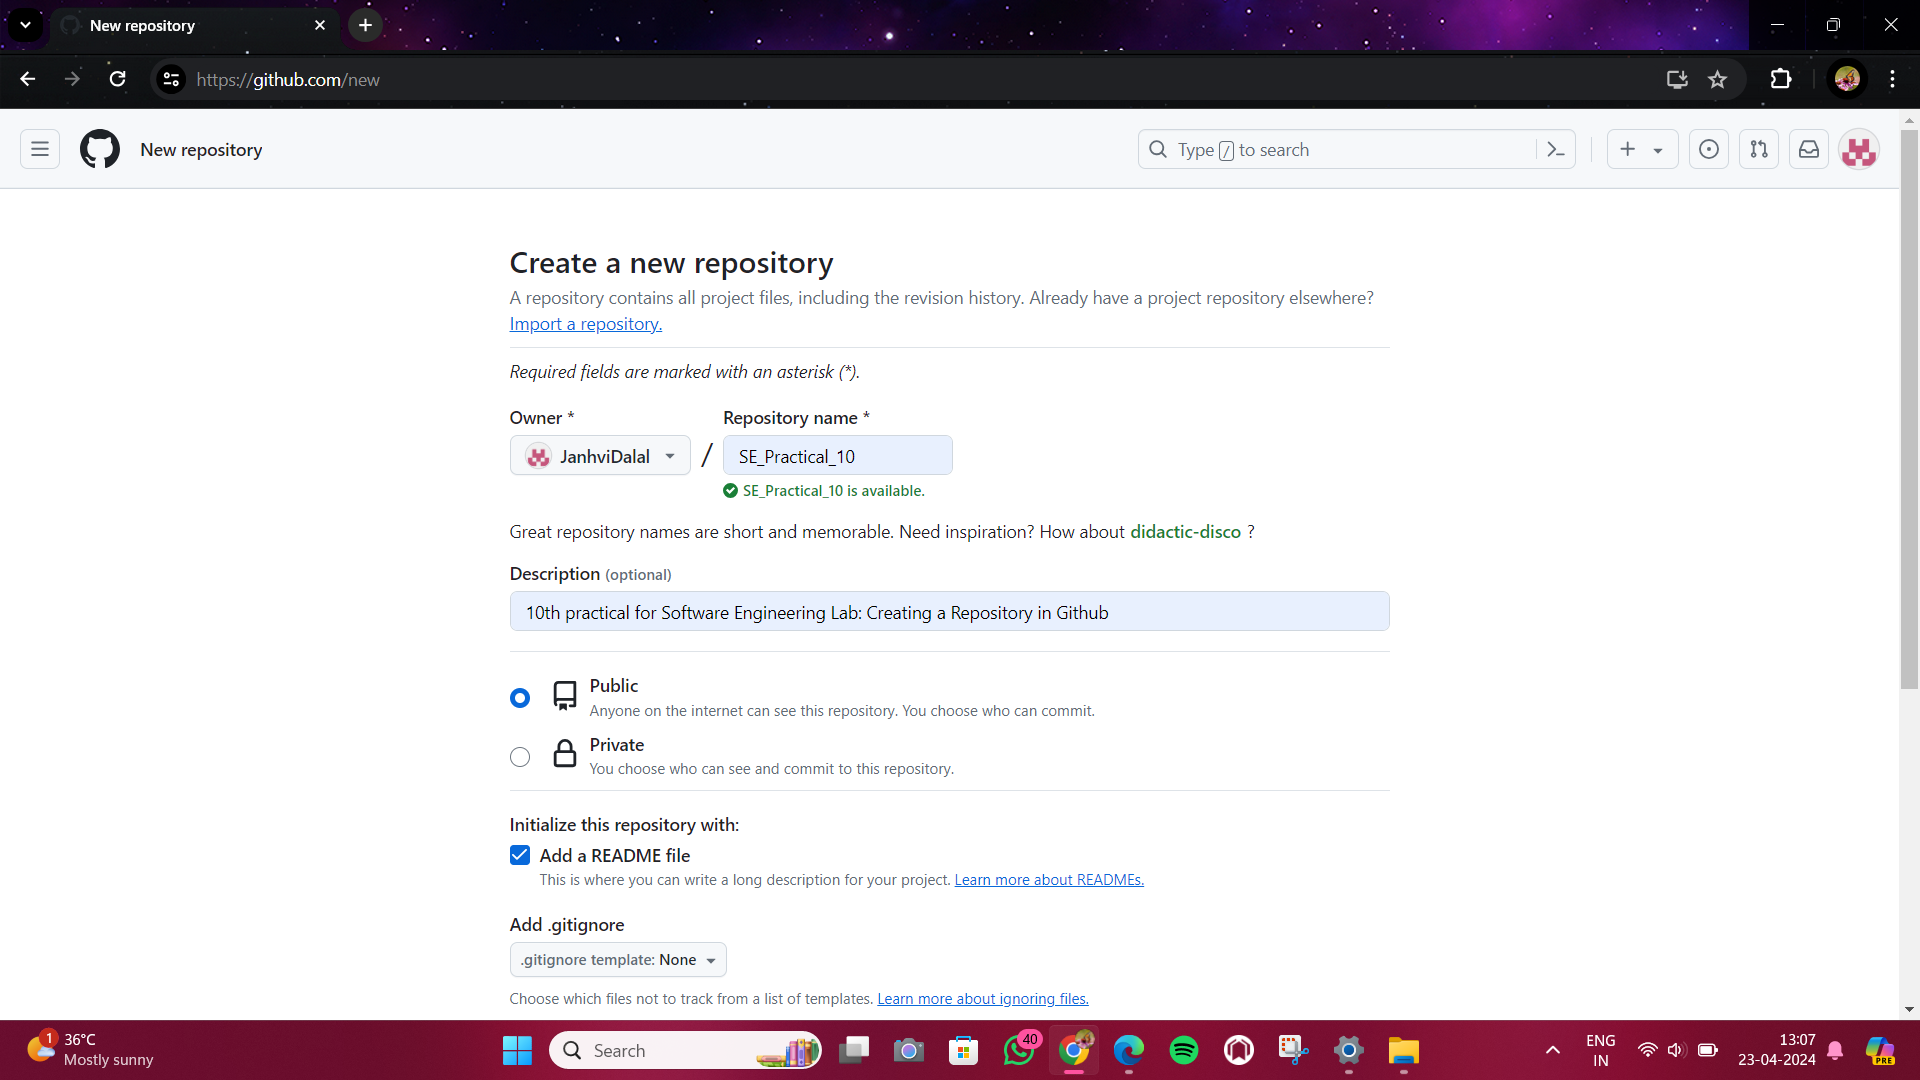 New repository
https://github.com/new
New repository
Type / to search
Create a new repository
A repository contains all project files, including the revision history. Already have a project repository elsewhere?
Import a repository.
Required fields are marked with an asterisk (*).
Owner * Repository name *
JanhviDalal / SE_Practical_10
SE_Practical_10 is available.
Great repository names are short and memorable. Need inspiration? How about didactic-disco ?
Description (optional)
10th practical for Software Engineering Lab: Creating a Repository in Github
Public
Anyone on the internet can see this repository. You choose who can commit.
Private
You choose who can see and commit to this repository.
Initialize this repository with:
Add a README file
This is where you can write a long description for your project. Learn more about READMEs.
Add .gitignore
.gitignore template: None
Choose which files not to track from a list of templates. Learn more about ignoring files.
1
36°C
Mostly sunny
Search
40
ENG
IN
13:07
23-04-2024
PRE